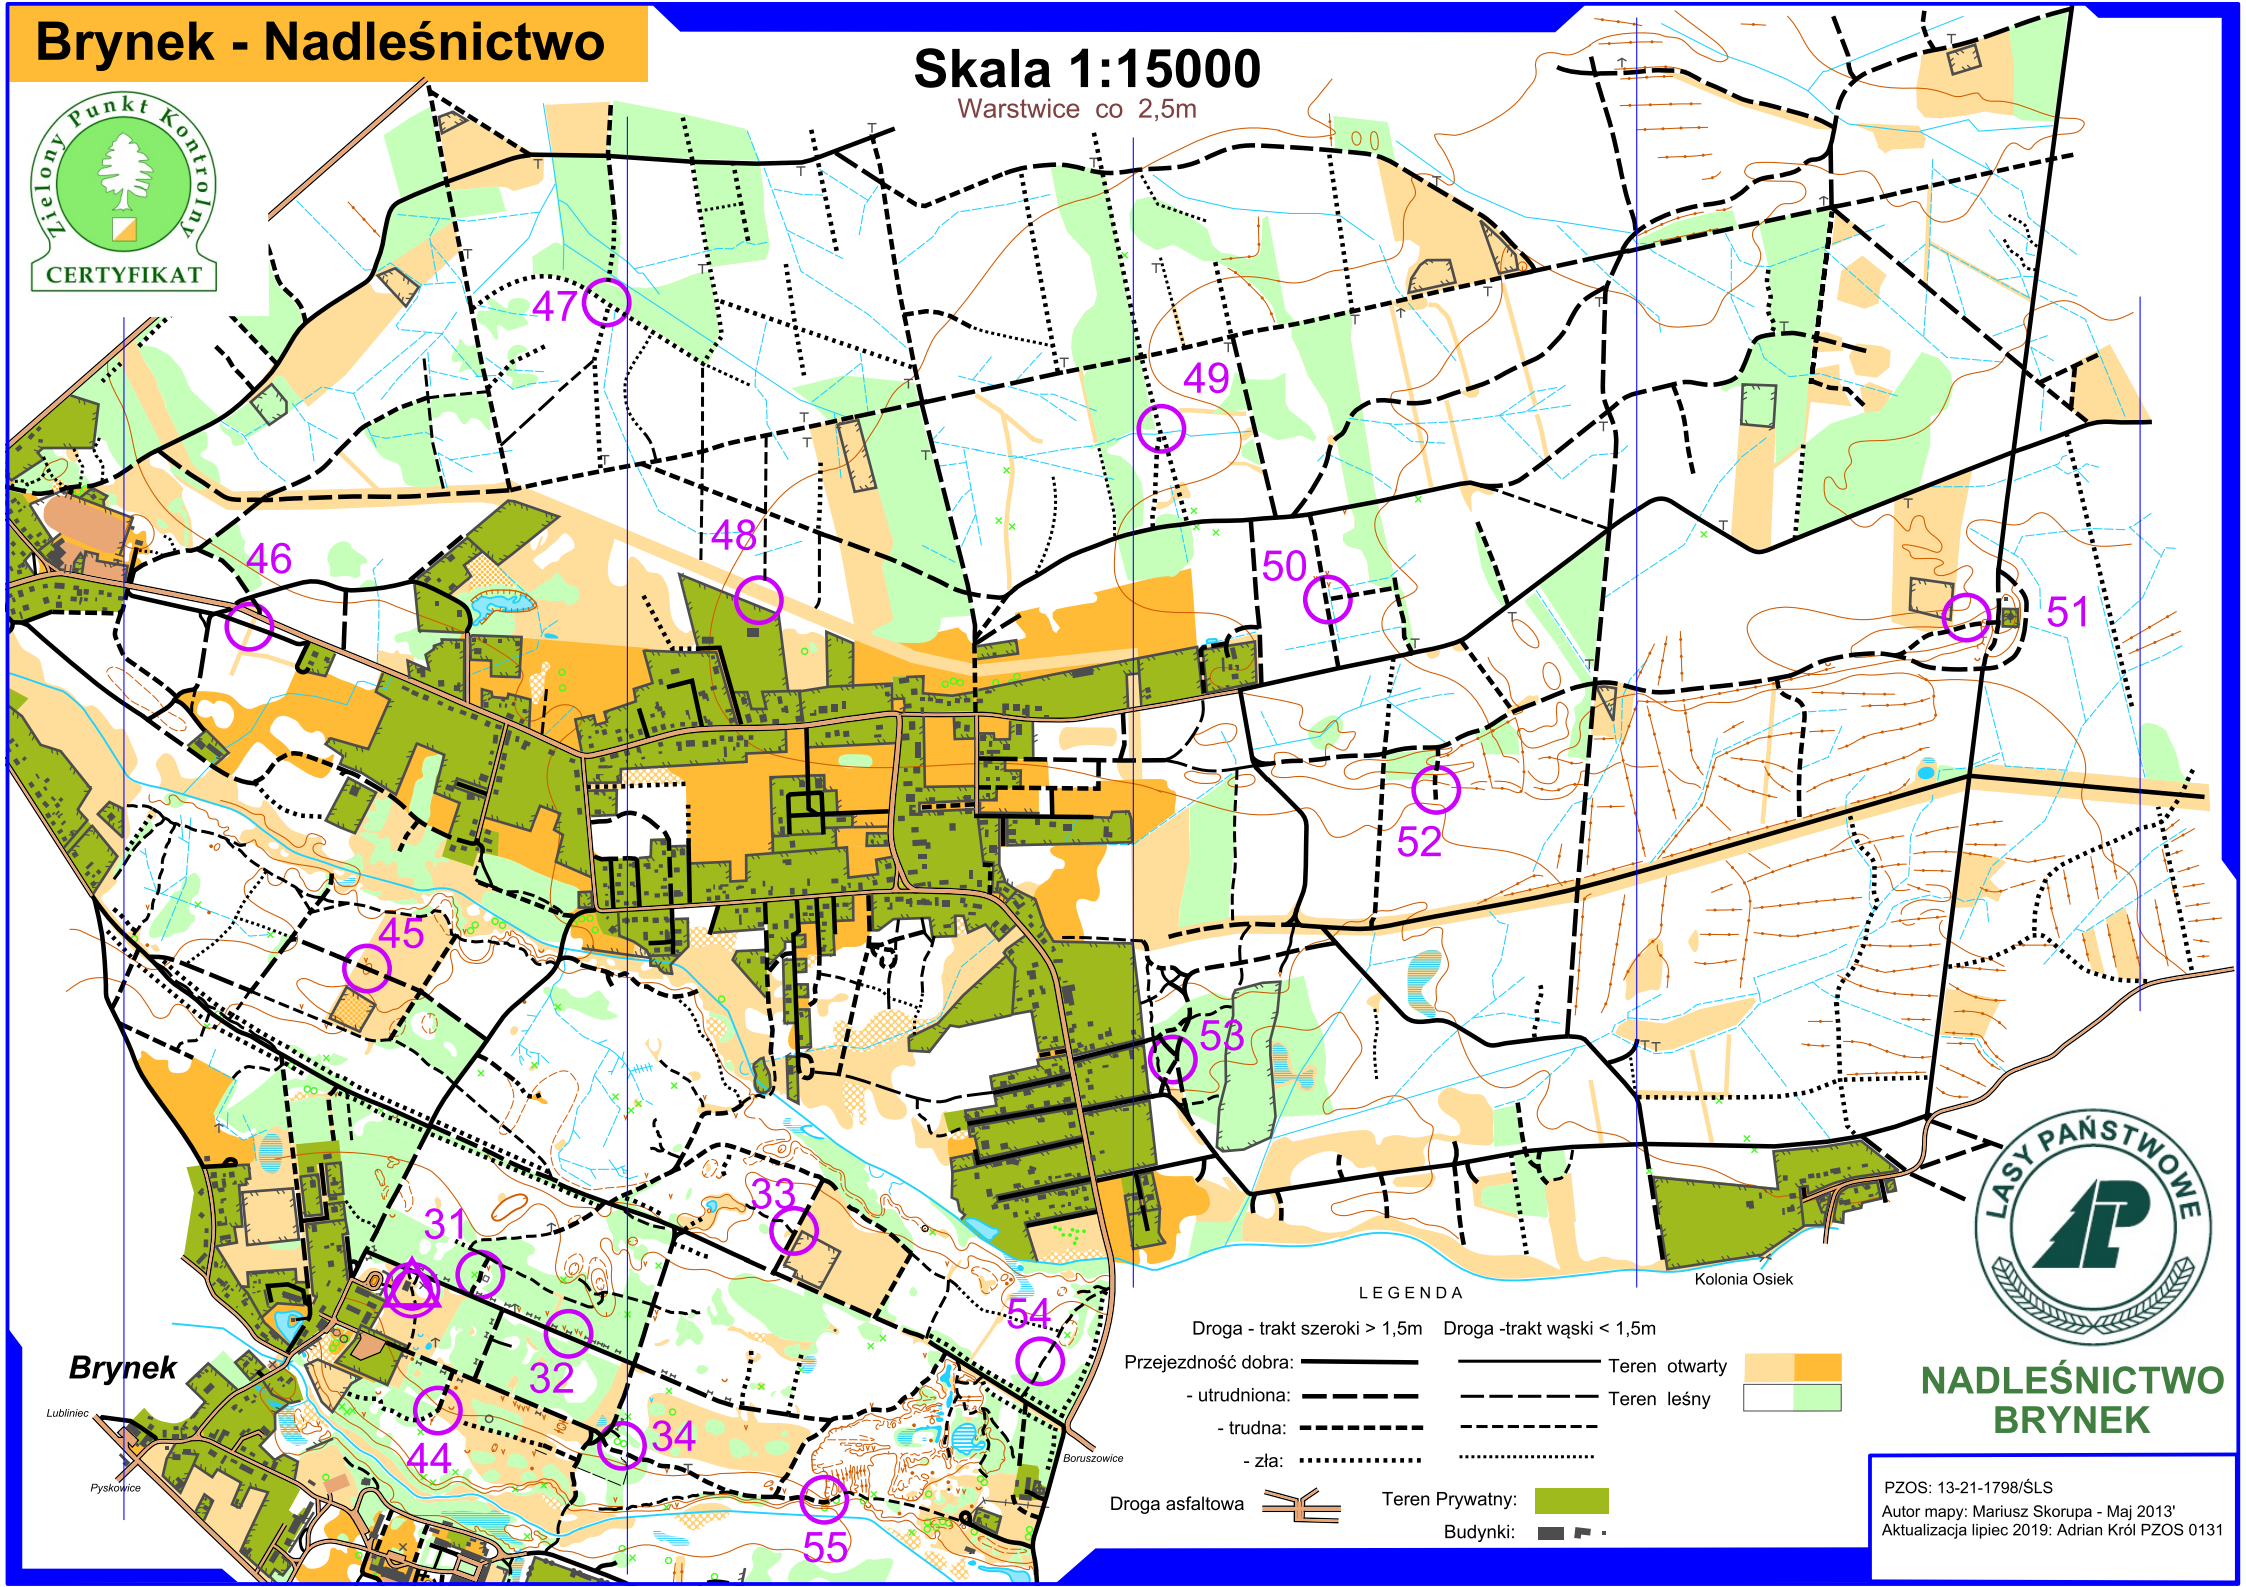 Brynek - Nadleśnictwo
Skala 1:15000
Warstwice co 2,5m
Zielony Punkt Kontrolny
CERTYFIKAT
47
49
48
46
50
51
52
45
53
33
31
54
32
34
44
55
Brynek
Lubliniec
Pyskowice
Boruszowice
Kolonia Osiek
LEGENDA
Droga - trakt szeroki > 1,5m Droga -trakt wąski < 1,5m
Przejezdność dobra:
- utrudniona:
- trudna:
- zła:
Droga asfaltowa
Teren otwarty
Teren leśny
Teren Prywatny:
Budynki:
LASY PAŃSTWOWE
LP
NADLEŚNICTWO
BRYNEK
PZOS: 13-21-1798/ŚLS
Autor mapy: Mariusz Skorupa - Maj 2013'
Aktualizacja lipiec 2019: Adrian Król PZOS 0131